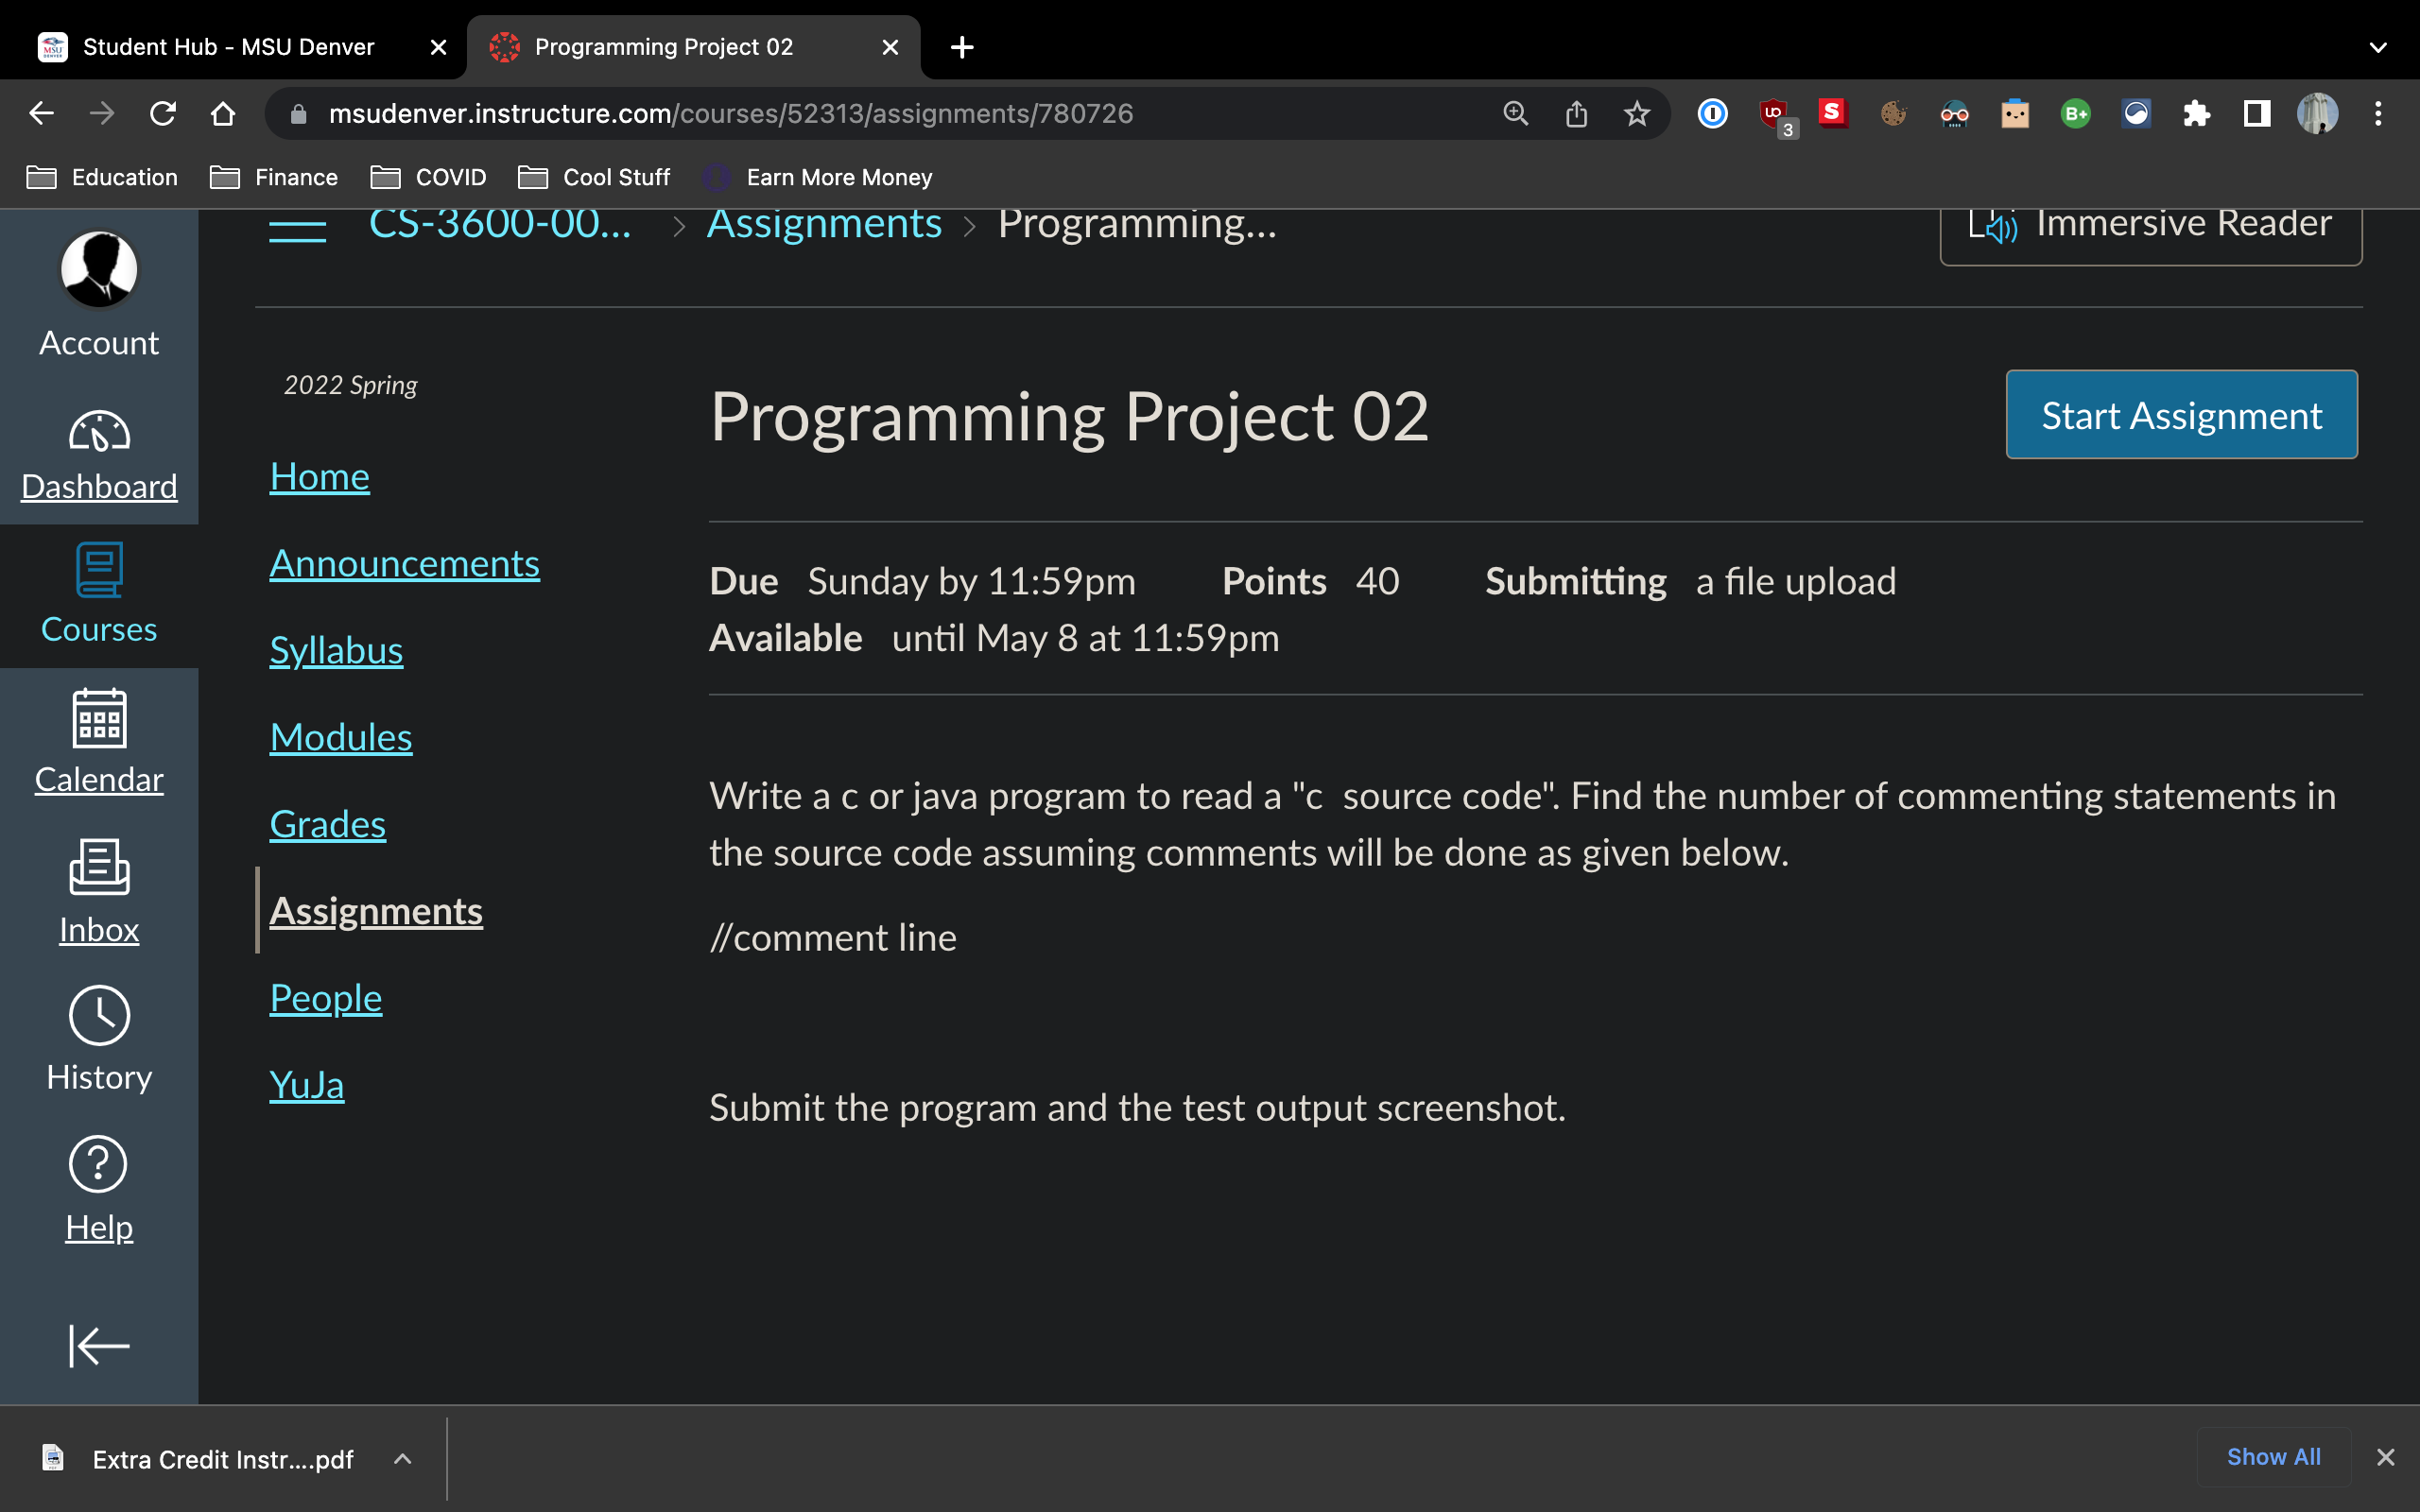 Student Hub - MSU Denver
Programming Project 02
msudenver.instructure.com/courses/52313/assignments/780726
3
S
B+
Education
Finance
COVID
Cool Stuff
Earn More Money
CS-3600-00... > Assignments > Programming...
Immersive Reader
Account
Dashboard
Courses
Calendar
Inbox
History
Help
2022 Spring
Home
Announcements
Syllabus
Modules
Grades
Assignments
People
YuJa
Programming Project 02
Start Assignment
Due Sunday by 11:59pm Points 40 Submitting a file upload
Available until May 8 at 11:59pm
Write a c or java program to read a "c  source code". Find the number of commenting statements in
the source code assuming comments will be done as given below.
//comment line
Submit the program and the test output screenshot.
Extra Credit Instr....pdf
Show All